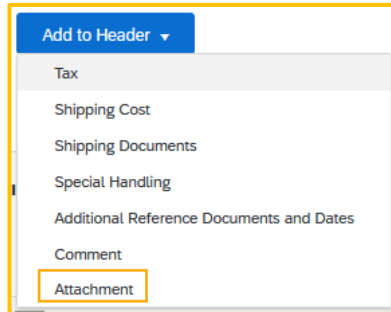 Add to Header
Tax
Shipping Cost
Shipping Documents
Special Handling
Additional Reference Documents and Dates
Comment
Attachment